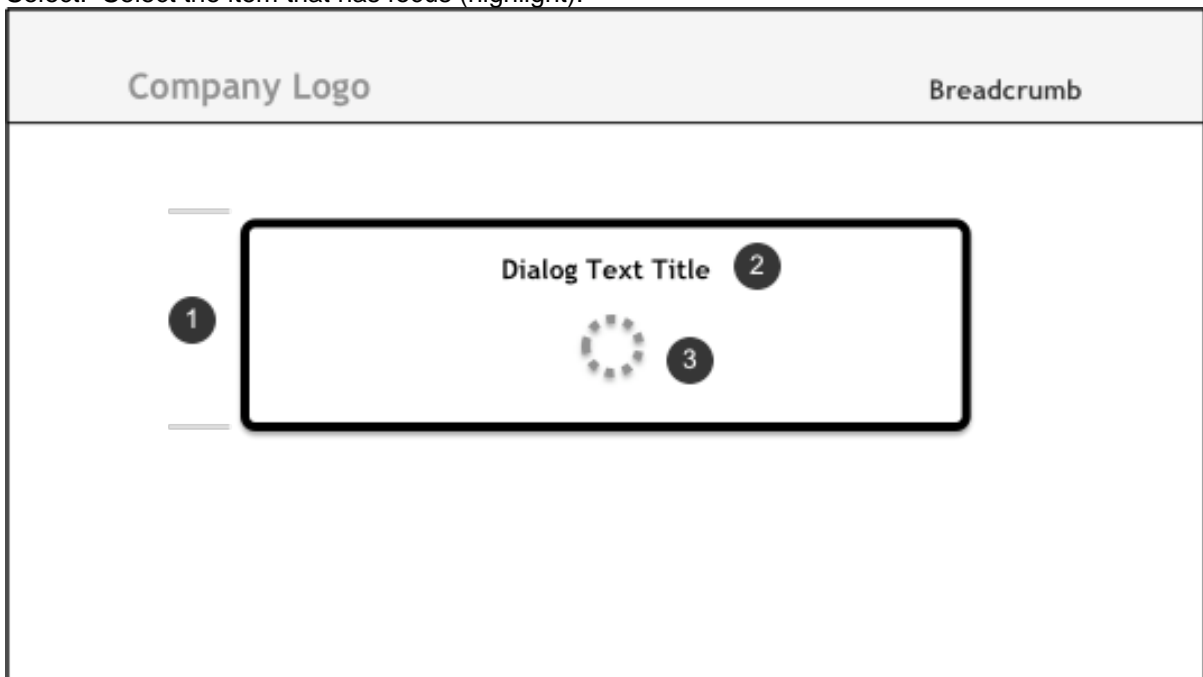 Select: Select the item that has focus (highlight).
Company Logo
Breadcrumb
Dialog Text Title 2
1
3